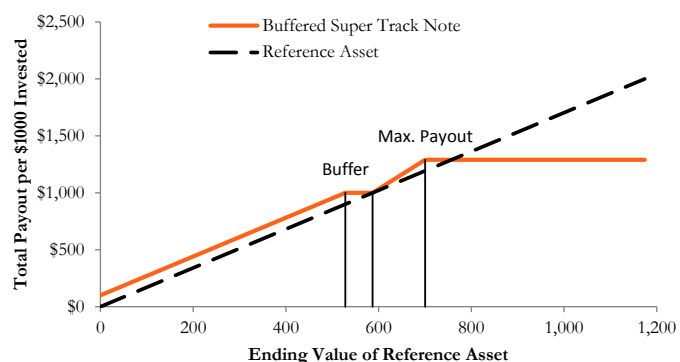 $2,500
Buffered Super Track Note
Reference Asset
$2,000
$1,500
Max. Payout
Buffer
$1,000
$500
$0
Total Payout per $1000 Invested
0 200 400 600 800 1,000 1,200
Ending Value of Reference Asset